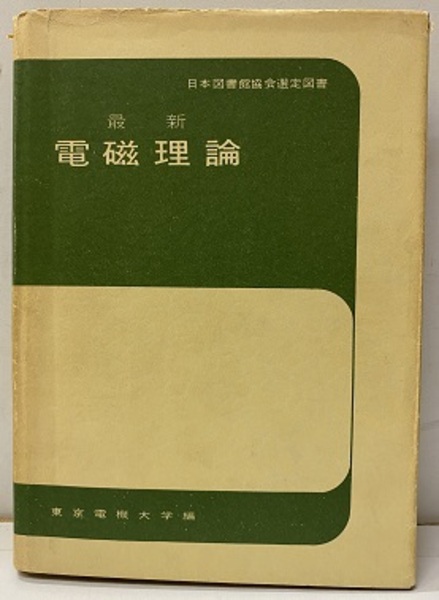 日本図書館協会選定図書
最新
電磁理論
東京電機大学編